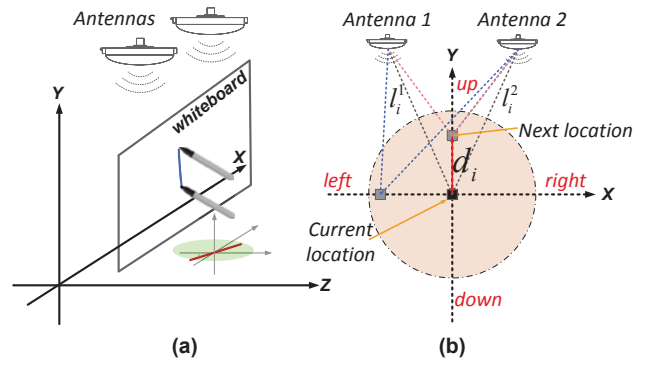 Antennas
Y
whiteboard
X
Z
(a)
Antenna 1
Antenna 2
Y
up
l_i^1
l_i^2
Next location
d_i
left
right
X
Current
location
down
(b)